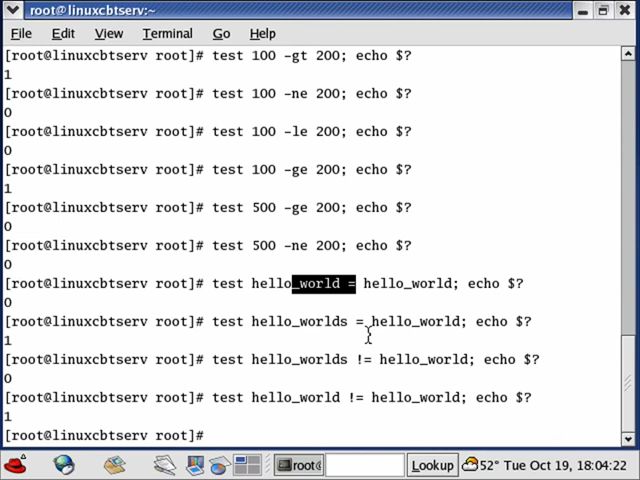 root@linuxcbtserv:~
File Edit View Terminal Go Help
[root@linuxcbtserv root]# test 100 -gt 200; echo $?
1
[root@linuxcbtserv root]# test 100 -ne 200; echo $?
0
[root@linuxcbtserv root]# test 100 -le 200; echo $?
0
[root@linuxcbtserv root]# test 100 -ge 200; echo $?
1
[root@linuxcbtserv root]# test 500 -ge 200; echo $?
0
[root@linuxcbtserv root]# test 500 -ne 200; echo $?
0
[root@linuxcbtserv root]# test hello_world = hello_world; echo $?
0
[root@linuxcbtserv root]# test hello_worlds = hello_world; echo $?
1
[root@linuxcbtserv root]# test hello_worlds != hello_world; echo $?
0
[root@linuxcbtserv root]# test hello_world != hello_world; echo $?
1
[root@linuxcbtserv root]#
root@ Lookup 52° Tue Oct 19, 18:04:22